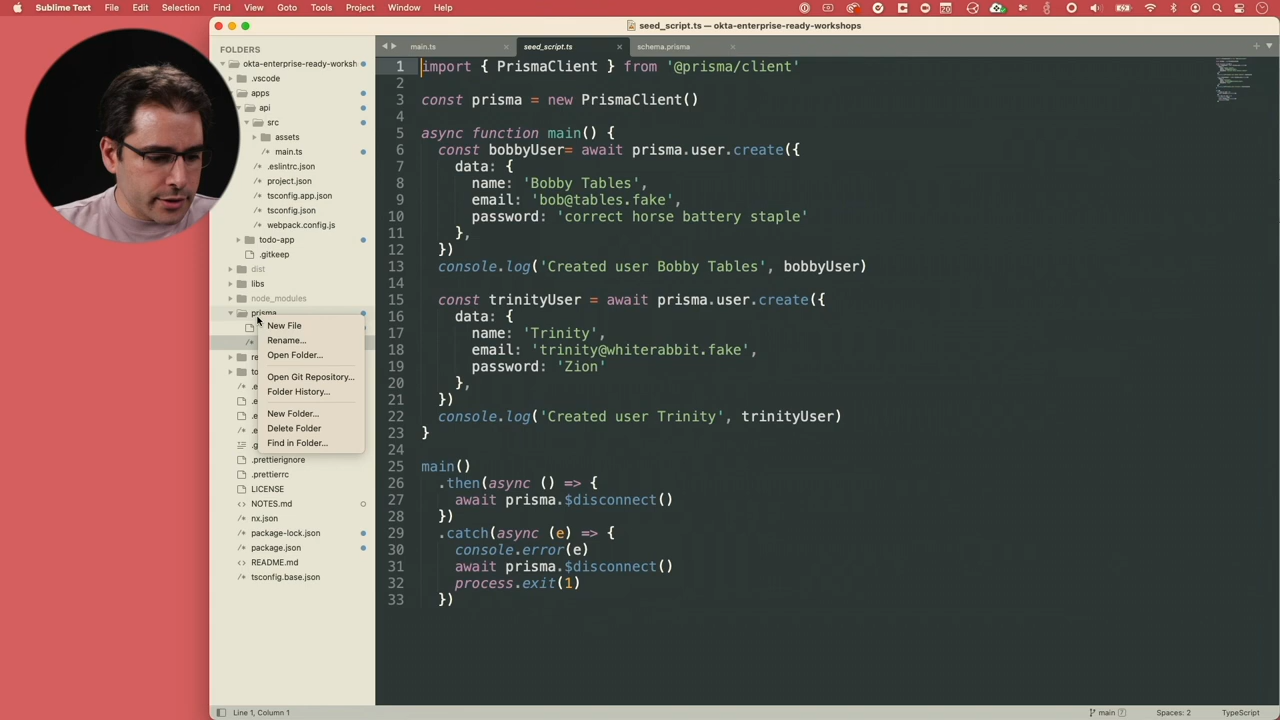 Sublime Text File Edit Selection Find View Goto Tools Project Window Help
seed_script.ts — okta-enterprise-ready-workshops
FOLDERS
main.ts
seed_script.ts
schema.prisma
okta-enterprise-ready-worksh
.vscode
apps
api
src
assets
main.ts
.eslintrc.json
project.json
tsconfig.app.json
tsconfig.json
webpack.config.js
todo-app
.gitkeep
dist
libs
node_modules
prisma
New File
Rename...
Open Folder...
Open Git Repository...
Folder History...
New Folder...
Delete Folder
Find in Folder...
re
to
.e
.e
.e
.e
.g
.prettierignore
.prettierrc
LICENSE
NOTES.md
nx.json
package-lock.json
package.json
README.md
tsconfig.base.json
1 import { PrismaClient } from '@prisma/client'
2
3 const prisma = new PrismaClient()
4
5 async function main() {
6 const bobbyUser= await prisma.user.create({
7 data: {
8 name: 'Bobby Tables',
9 email: 'bob@tables.fake',
10 password: 'correct horse battery staple'
11 },
12 })
13 console.log('Created user Bobby Tables', bobbyUser)
14
15 const trinityUser = await prisma.user.create({
16 data: {
17 name: 'Trinity',
18 email: 'trinity@whiterabbit.fake',
19 password: 'Zion'
20 },
21 })
22 console.log('Created user Trinity', trinityUser)
23 }
24
25 main()
26 .then(async () => {
27 await prisma.$disconnect()
28 })
29 .catch(async (e) => {
30 console.error(e)
31 await prisma.$disconnect()
32 process.exit(1)
33 })
Line 1, Column 1
main 7
Spaces: 2
TypeScript